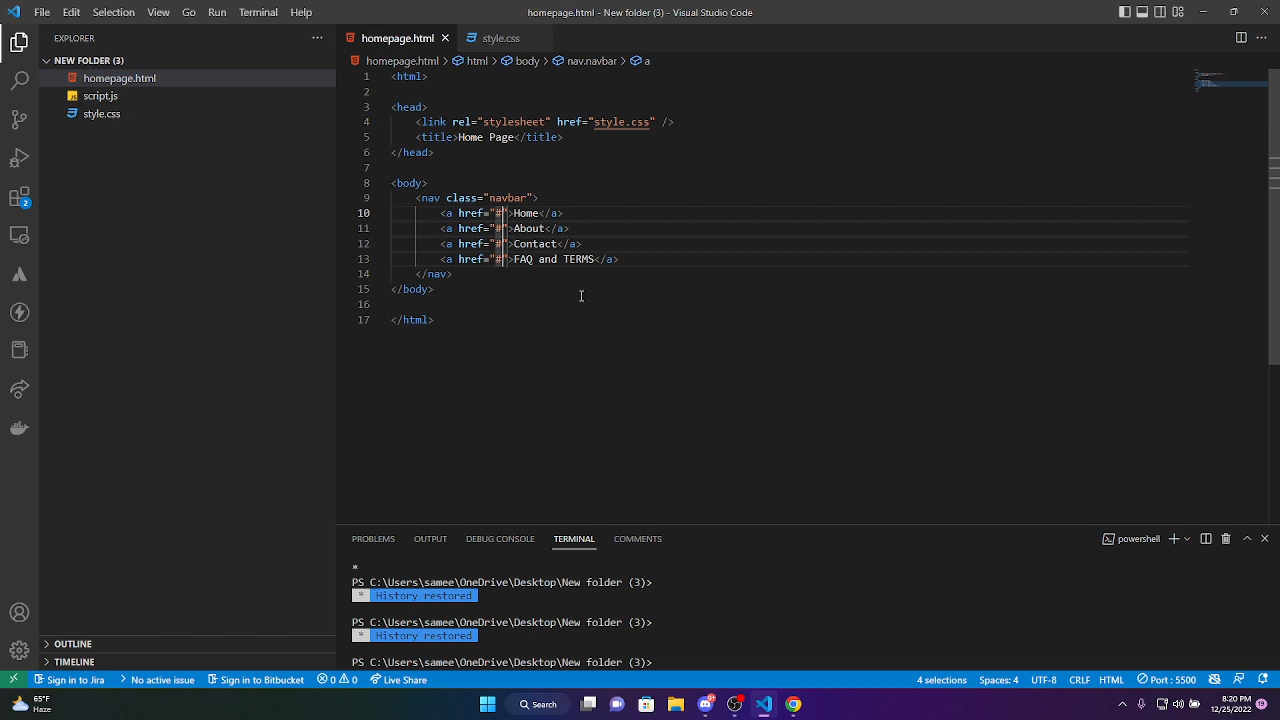 File Edit Selection View Go Run Terminal Help homepage.html - New folder (3) - Visual Studio Code
EXPLORER
NEW FOLDER (3)
homepage.html
script.js
style.css
OUTLINE
TIMELINE
2
homepage.html style.css
homepage.html > html > body > nav.navbar > a
1 <html>
2
3 <head>
4 <link rel="stylesheet" href="style.css" />
5 <title>Home Page</title>
6 </head>
7
8 <body>
9 <nav class="navbar">
10 <a href="#">Home</a>
11 <a href="#">About</a>
12 <a href="#">Contact</a>
13 <a href="#">FAQ and TERMS</a>
14 </nav>
15 </body>
16
17 </html>
PROBLEMS OUTPUT DEBUG CONSOLE TERMINAL COMMENTS powershell
*
PS C:\Users\samee\OneDrive\Desktop\New folder (3)>
* History restored
PS C:\Users\samee\OneDrive\Desktop\New folder (3)>
* History restored
PS C:\Users\samee\OneDrive\Desktop\New folder (3)>
Sign in to Jira No active issue Sign in to Bitbucket 0 0 Live Share 4 selections Spaces: 4 UTF-8 CRLF HTML Port : 5500
65°F
Haze
Search
8:20 PM
12/25/2022